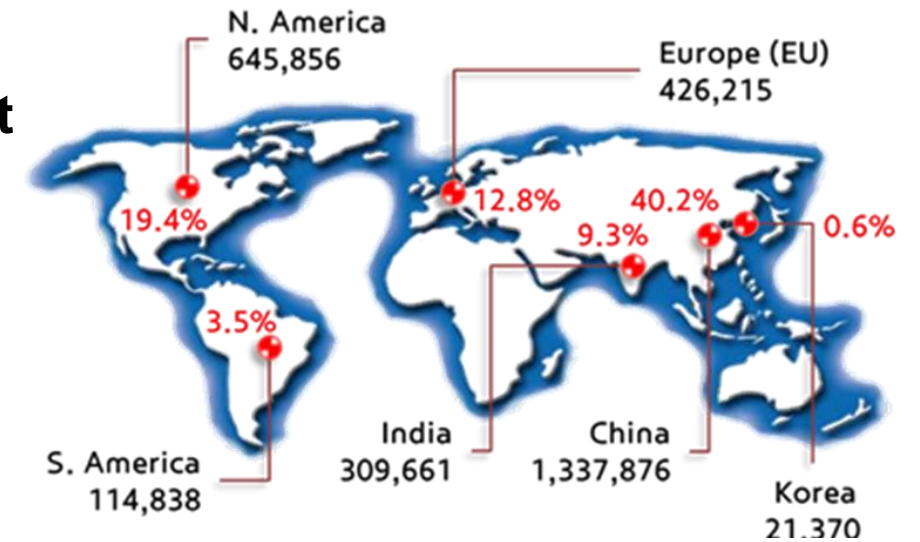 N. America
645,856
Europe (EU)
426,215
t
19.4%
12.8%
40.2%
9.3%
0.6%
3.5%
S. America
114,838
India
309,661
China
1,337,876
Korea
21,370